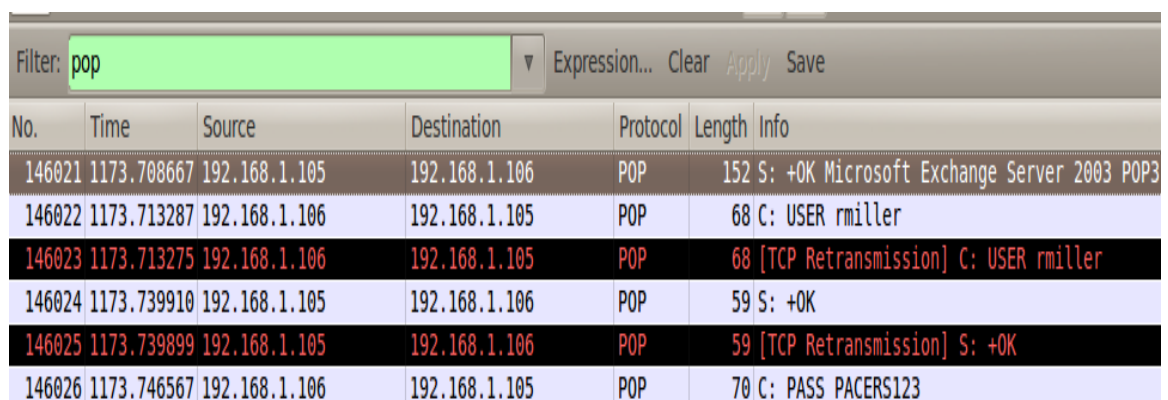 Filter: pop Expression... Clear Apply Save
No. Time Source Destination Protocol Length Info
146021 1173.708667 192.168.1.105 192.168.1.106 POP 152 S: +OK Microsoft Exchange Server 2003 POP3
146022 1173.713287 192.168.1.106 192.168.1.105 POP 68 C: USER rmiller
146023 1173.713275 192.168.1.106 192.168.1.105 POP 68 [TCP Retransmission] C: USER rmiller
146024 1173.739910 192.168.1.105 192.168.1.106 POP 59 S: +OK
146025 1173.739899 192.168.1.105 192.168.1.106 POP 59 [TCP Retransmission] S: +OK
146026 1173.746567 192.168.1.106 192.168.1.105 POP 70 C: PASS PACERS123